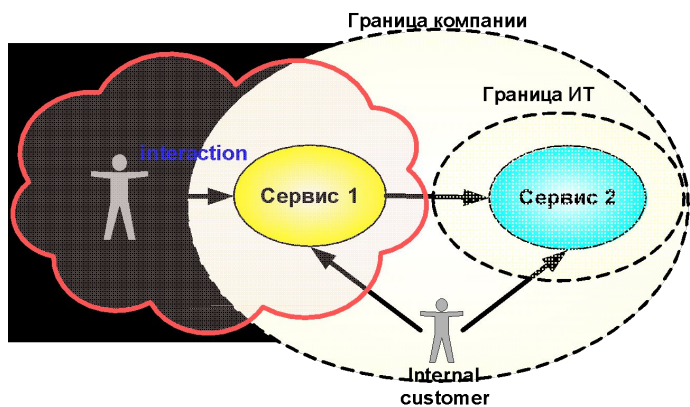 Граница компании
Граница ИТ
interaction
Сервис 1
Сервис 2
Internal
customer